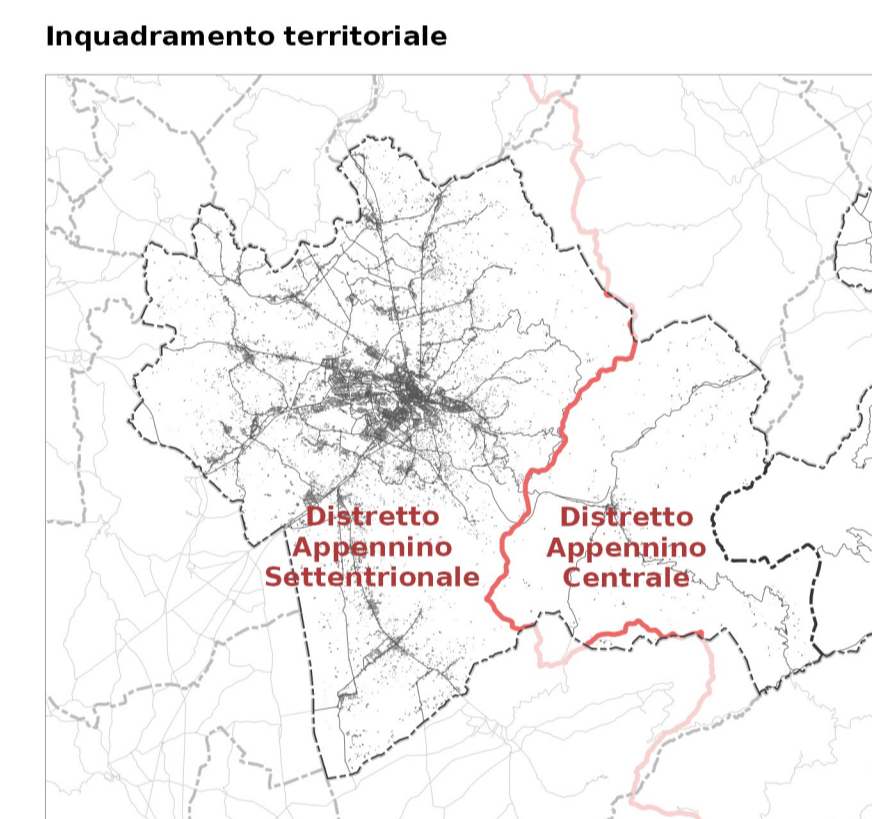 Inquadramento territoriale
Distretto
Appennino
Settentrionale
Distretto
Appennino
Centrale